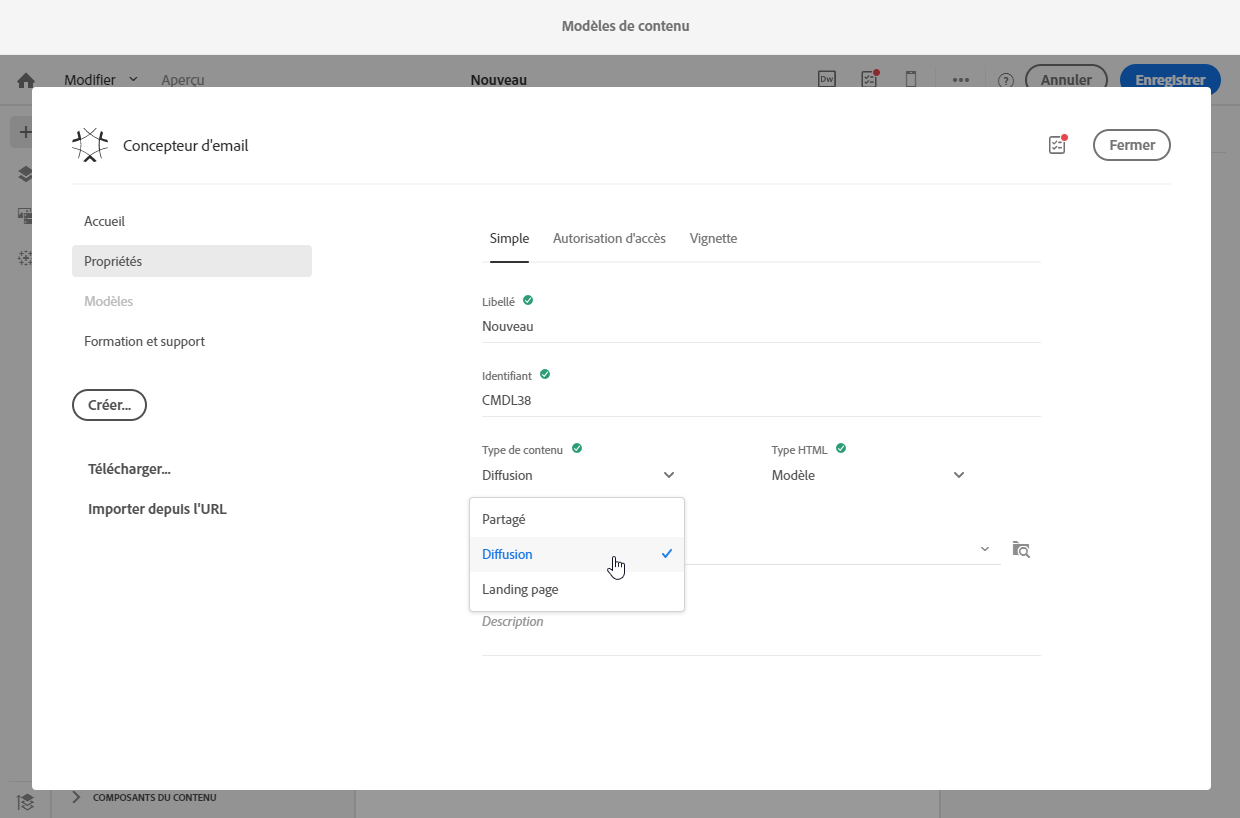 Modèles de contenu
Modifier
Aperçu
Nouveau
Dw
Annuler
Enregistrer
Concepteur d'email
Fermer
Accueil
Propriétés
Modèles
Formation et support
Créer...
Télécharger...
Importer depuis l'URL
Simple
Autorisation d'accès
Vignette
Libellé
Nouveau
Identifiant
CMDL38
Type de contenu
Type HTML
Diffusion
Modèle
Partagé
Diffusion
Landing page
Description
COMPOSANTS DU CONTENU